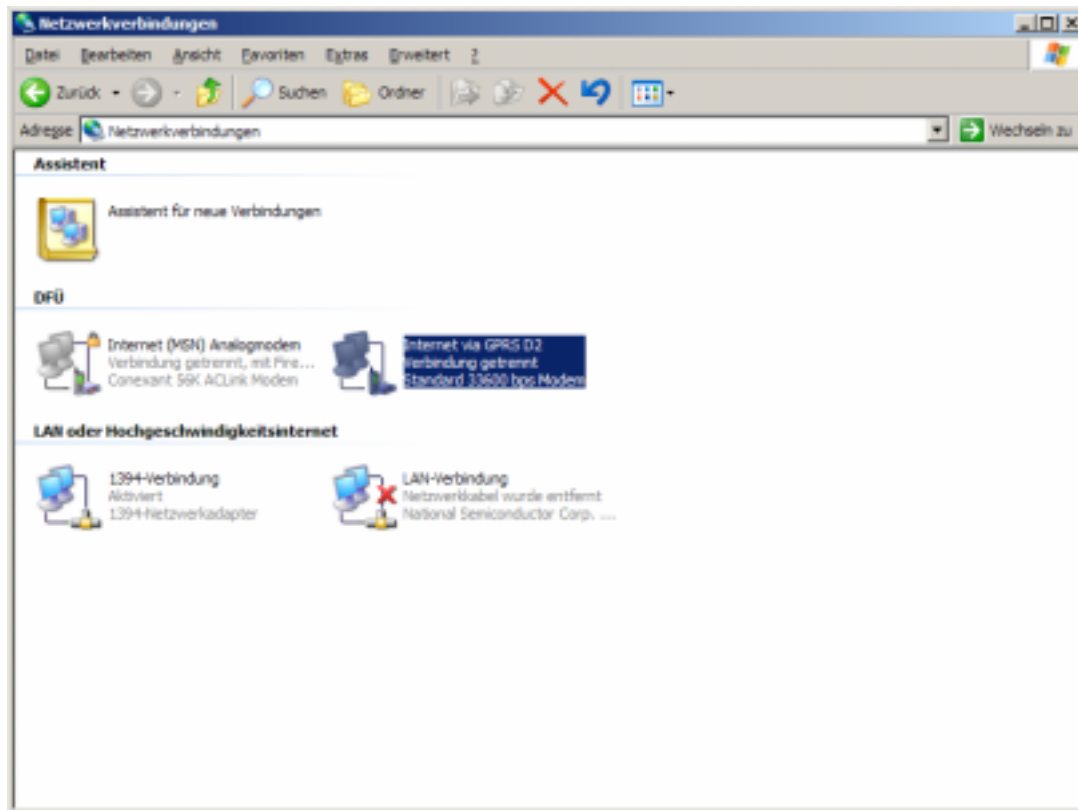 Netzwerkverbindungen
Datei Bearbeiten Ansicht Favoriten Extras Erweitert ?
Zurück Suchen Ordner
Adresse Netzwerkverbindungen Wechseln zu
Assistent
Assistent für neue Verbindungen
DFÜ
Internet (MSN) Analogmodem
Verbindung getrennt, mit Fire...
Conexant 56K ACLink Modem
Internet via GPRS D2
Verbindung getrennt
Standard 33600 bps Modem
LAN oder Hochgeschwindigkeitsinternet
1394-Verbindung
Aktiviert
1394-Netzwerkadapter
LAN-Verbindung
Netzwerkkabel wurde entfernt
National Semiconductor Corp. ...